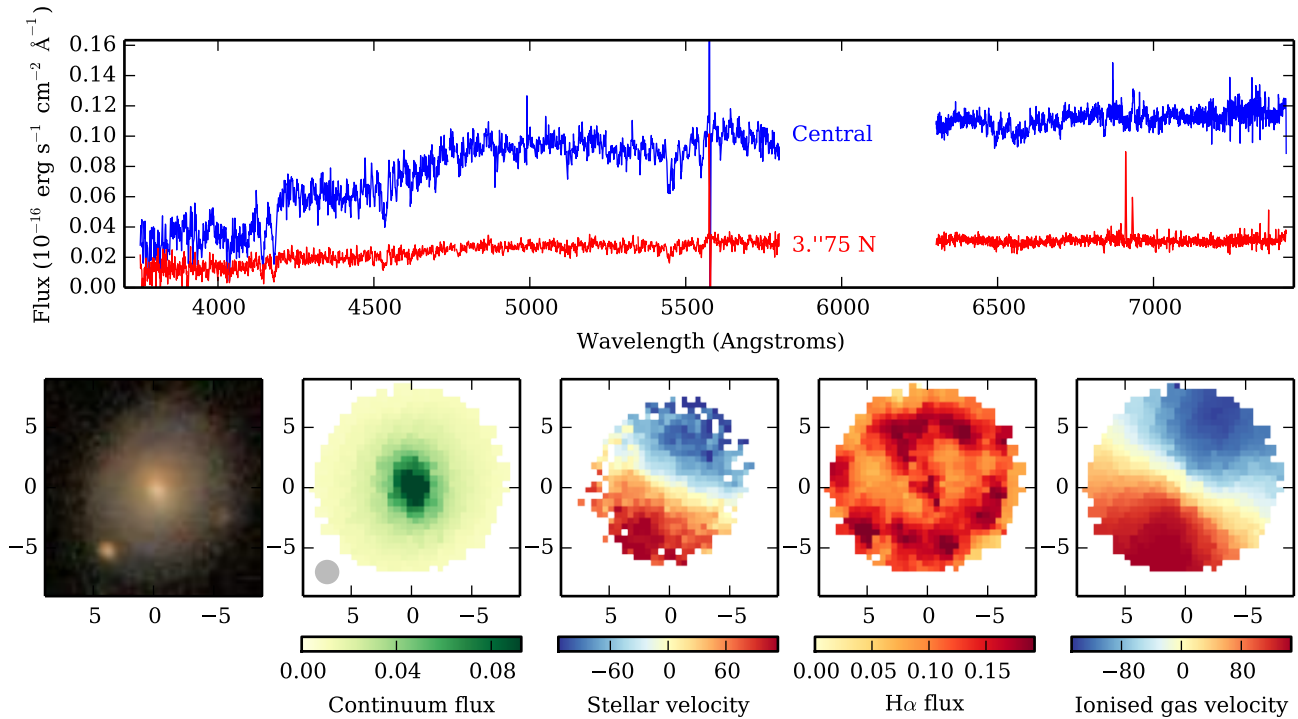 0.16
0.14
0.12
0.10
0.08
0.06
0.04
0.02
0.00
Flux (10⁻¹⁶ erg s⁻¹ cm⁻² Å⁻¹)
Central
3.''75 N
4000 4500 5000 5500 6000 6500 7000
Wavelength (Angstroms)
5
0
−5
5 0 −5
5
0
−5
5 0 −5
5
0
−5
5 0 −5
5
0
−5
5 0 −5
5
0
−5
5 0 −5
0.00 0.04 0.08
Continuum flux
−60 0 60
Stellar velocity
0.00 0.05 0.10 0.15
Hα flux
−80 0 80
Ionised gas velocity